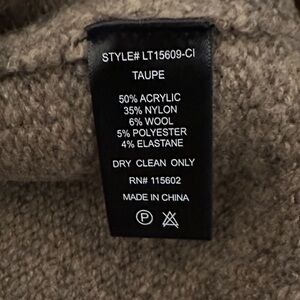 STYLE# LT15609-CI
TAUPE
50% ACRYLIC
35% NYLON
6% WOOL
5% POLYESTER
4% ELASTANE
DRY CLEAN ONLY
RN# 115602
MADE IN CHINA
P